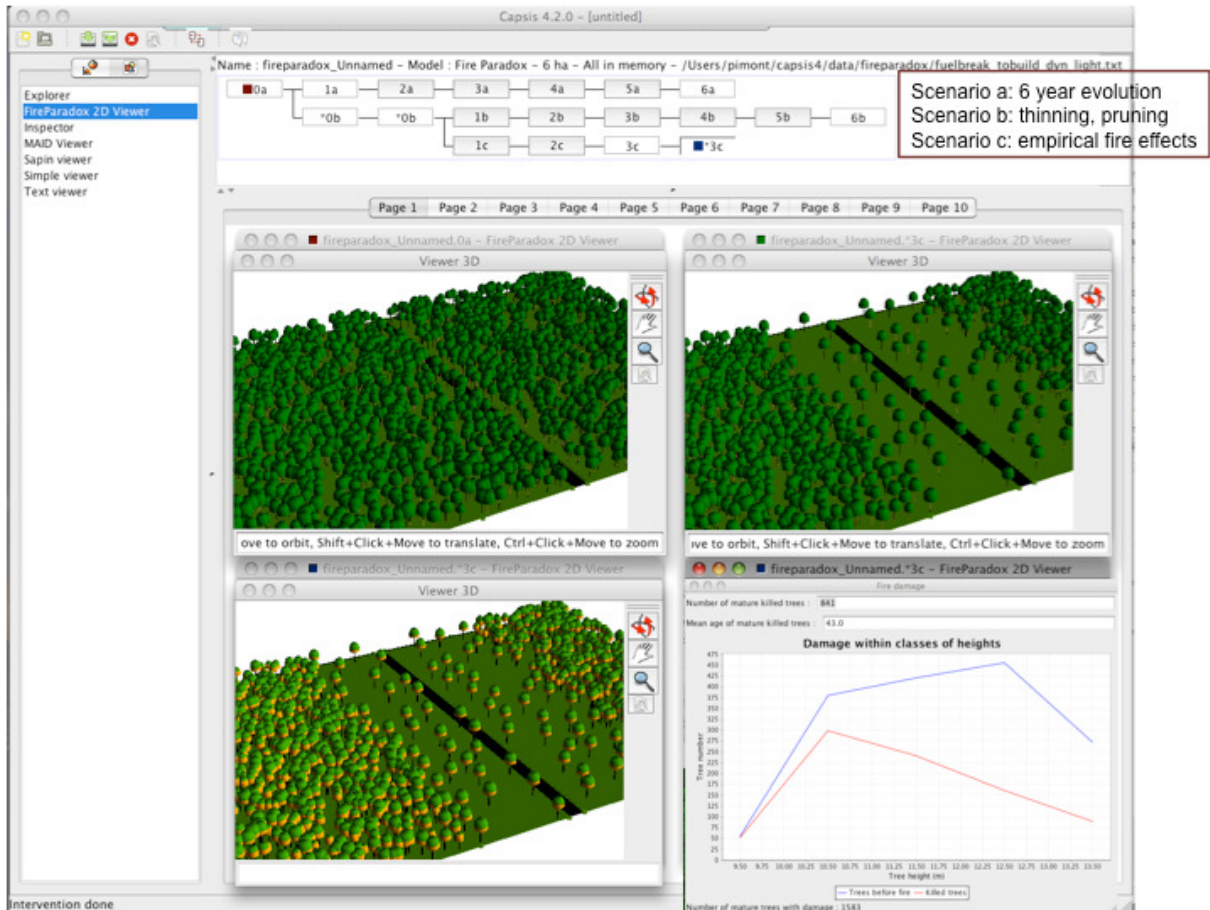 Capsis 4.2.0 – [untitled]
Name : fireparadox_Unnamed – Model : Fire Paradox – 6 ha – All in memory – /Users/pimont/capsis4/data/fireparadox/fuelbreak_tobuild_dyn_light.txt
0a 1a 2a 3a 4a 5a 6a
*0b *0b 1b 2b 3b 4b 5b 6b
1c 2c 3c *3c
Scenario a: 6 year evolution
Scenario b: thinning, pruning
Scenario c: empirical fire effects
Explorer
FireParadox 2D Viewer
Inspector
MAID Viewer
Sapin viewer
Simple viewer
Text viewer
Page 1 Page 2 Page 3 Page 4 Page 5 Page 6 Page 7 Page 8 Page 9 Page 10
fireparadox_Unnamed.0a – FireParadox 2D Viewer
Viewer 3D
ove to orbit, Shift+Click+Move to translate, Ctrl+Click+Move to zoom
fireparadox_Unnamed.*3c – FireParadox 2D Viewer
Viewer 3D
ve to orbit, Shift+Click+Move to translate, Ctrl+Click+Move to zoom
fireparadox_Unnamed.*3c – FireParadox 2D Viewer
Viewer 3D
fireparadox_Unnamed.*3c – FireParadox 2D Viewer
Fire damage
Number of mature killed trees : 841
Mean age of mature killed trees : 43.0
Damage within classes of heights
Tree number
475
450
425
400
375
350
325
300
275
250
225
200
175
150
125
100
75
50
25
0
9.50 9.75 10.00 10.25 10.50 10.75 11.00 11.25 11.50 11.75 12.00 12.25 12.50 12.75 13.00 13.25 13.50
Tree height (m)
Trees before fire Killed trees
Number of mature trees with damage : 1583
Intervention done